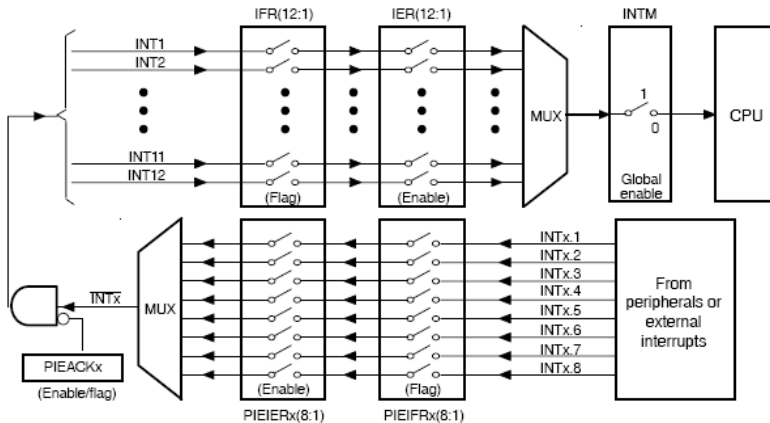 IFR(12:1)
IER(12:1)
INTM
INT1
INT2
1
MUX
0
CPU
INT11
INT12
(Flag)
(Enable)
Global
enable
INTx.1
INTx.2
INTx.3
INTx.4
INTx.5
INTx.6
INTx.7
INTx.8
From
peripherals or
external
interrupts
INTx
MUX
PIEACKx
(Enable/flag)
(Enable)
(Flag)
PIEIERx(8:1)
PIEIFRx(8:1)